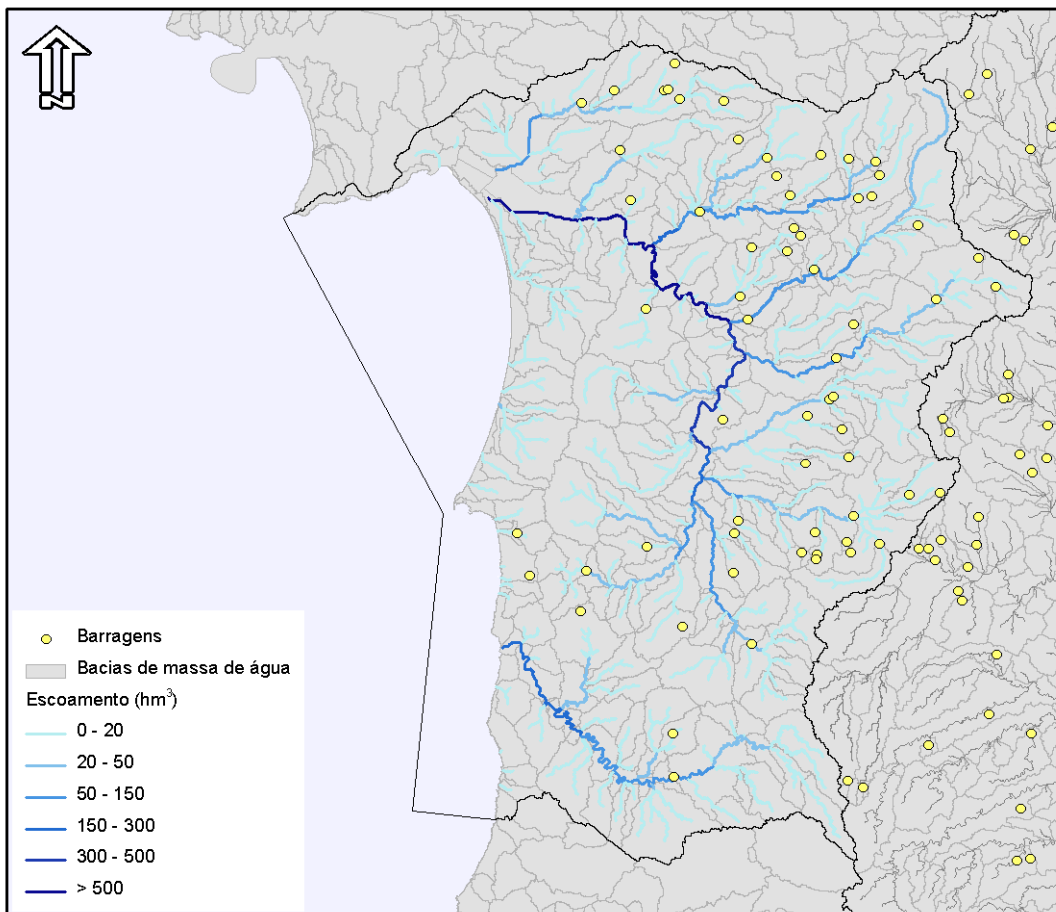 N
Barragens
Bacias de massa de água
Escoamento (hm³)
0 - 20
20 - 50
50 - 150
150 - 300
300 - 500
> 500